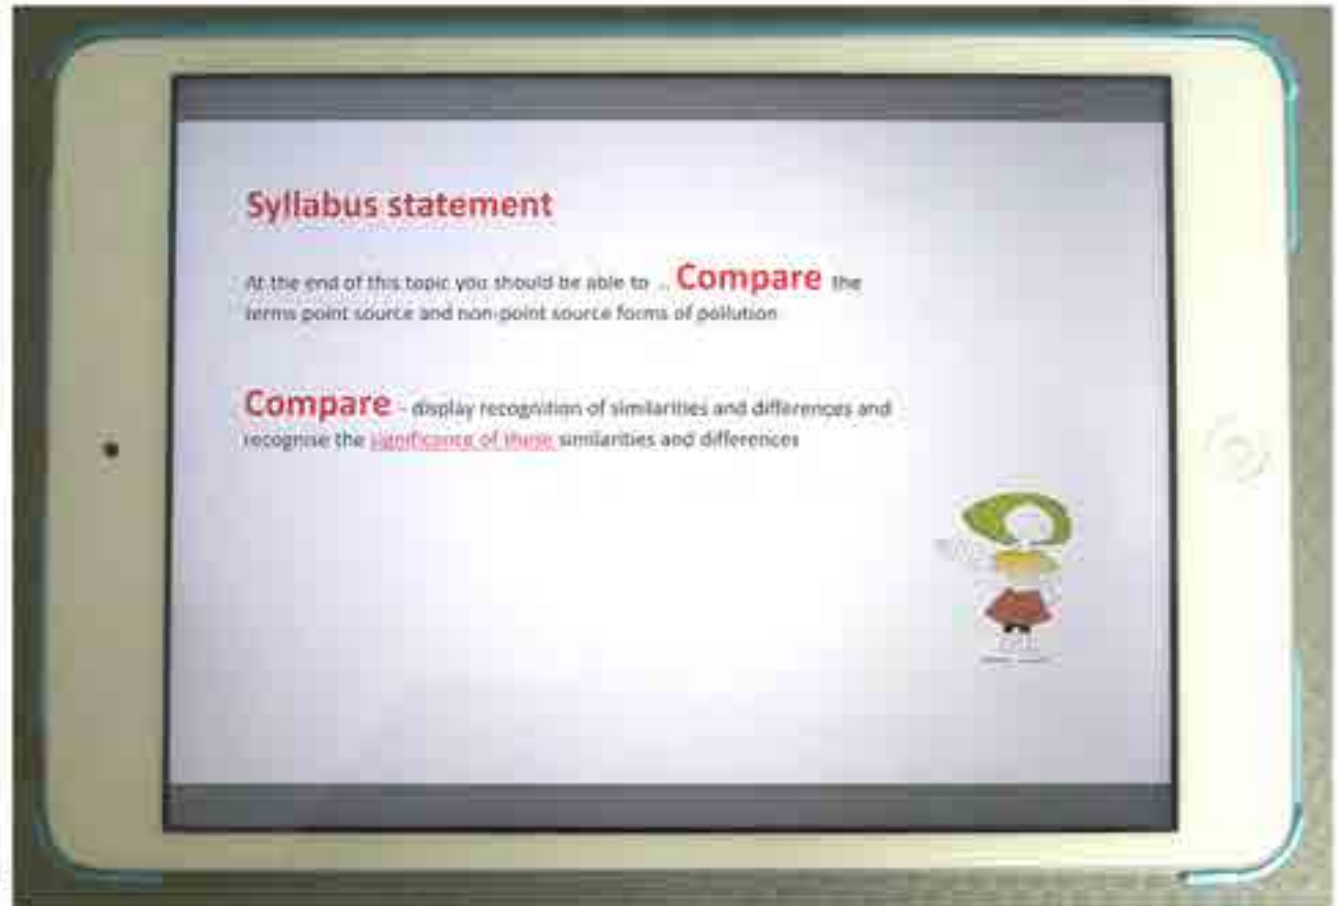 Syllabus statement
At the end of this topic you should be able to .. Compare the
terms point source and non-point source forms of pollution
Compare - display recognition of similarities and differences and
recognise the significance of these similarities and differences